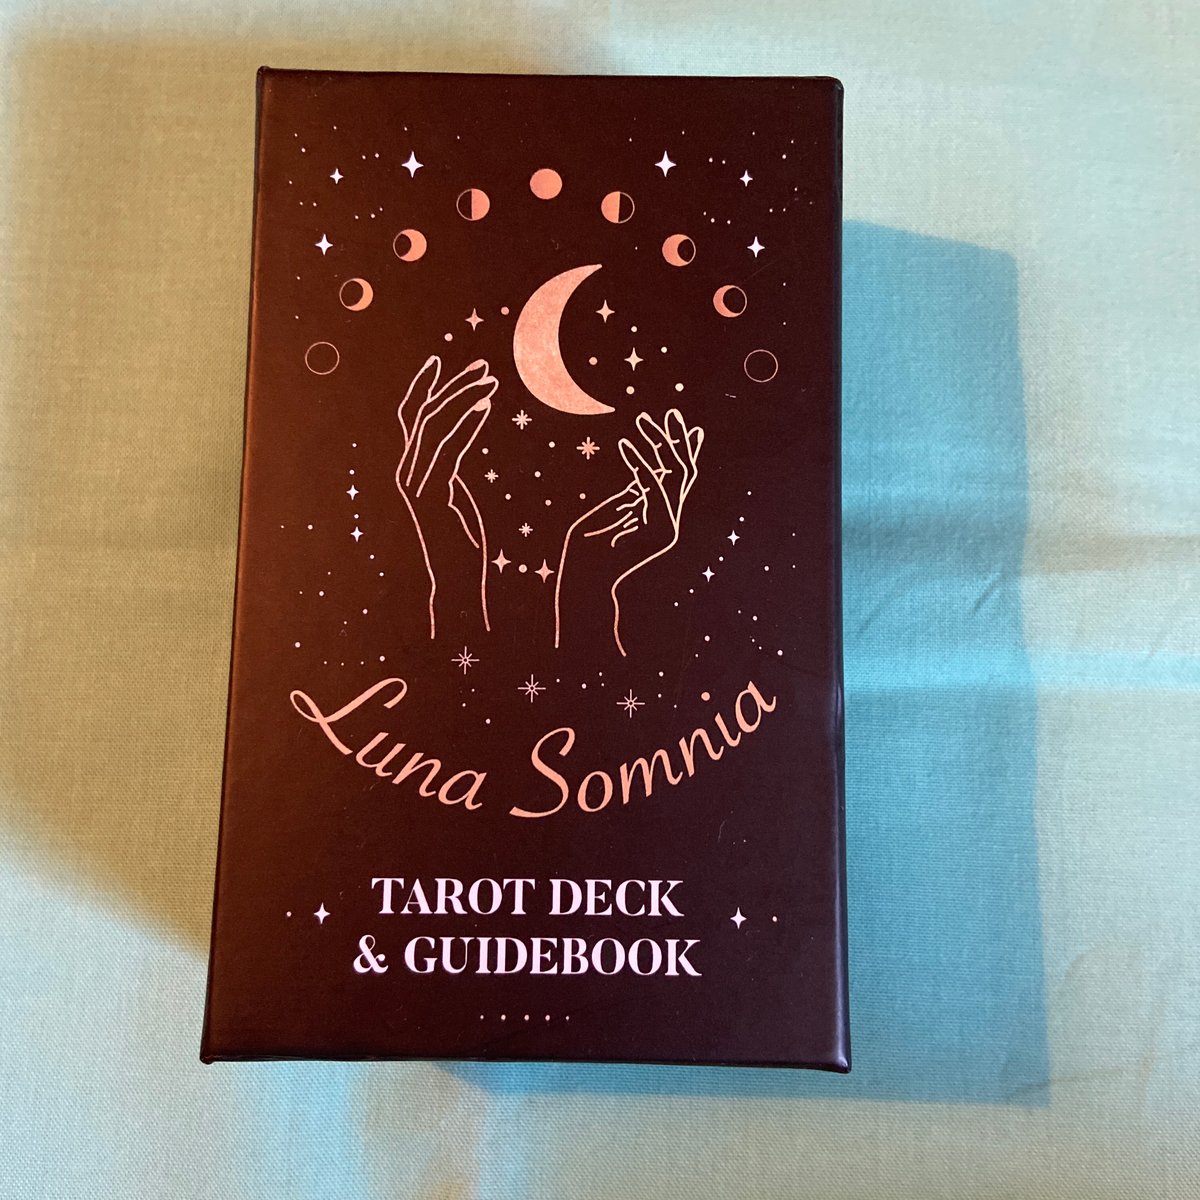 Luna Somnia
TAROT DECK
& GUIDEBOOK